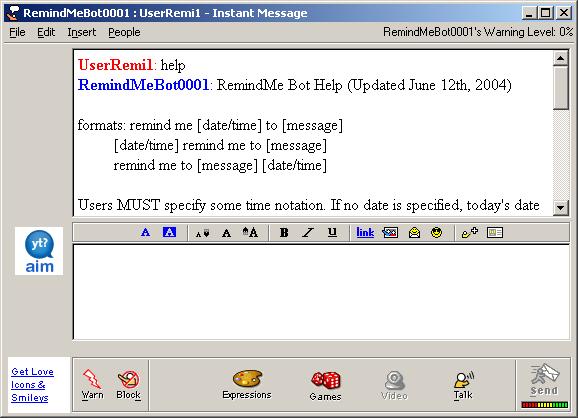 RemindMeBot0001 : UserRemi1 - Instant Message
File Edit Insert People RemindMeBot0001's Warning Level: 0%
UserRemi1: help
RemindMeBot0001: RemindMe Bot Help (Updated June 12th, 2004)
formats: remind me [date/time] to [message]
[date/time] remind me to [message]
remind me to [message] [date/time]
Users MUST specify some time notation. If no date is specified, today's date
A A A A A B I U link
yt?
aim
Get Love
Icons &
Smileys
Warn Block Expressions Games Video Talk Send